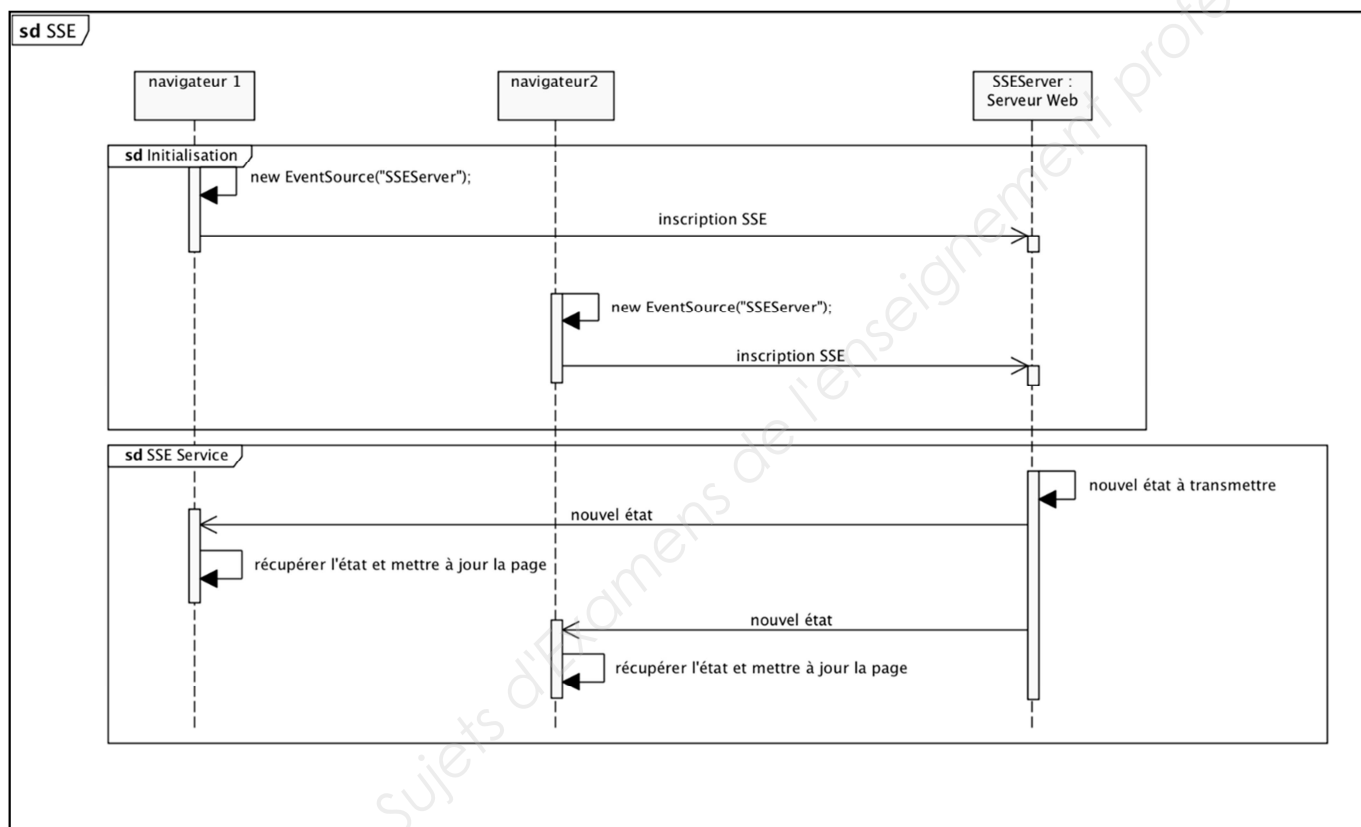 sd SSE
navigateur 1
navigateur2
SSEServer :
Serveur Web
sd Initialisation
new EventSource("SSEServer");
inscription SSE
new EventSource("SSEServer");
inscription SSE
sd SSE Service
nouvel état à transmettre
nouvel état
récupérer l'état et mettre à jour la page
nouvel état
récupérer l'état et mettre à jour la page
Sujets d'Examens de l'enseignement profe